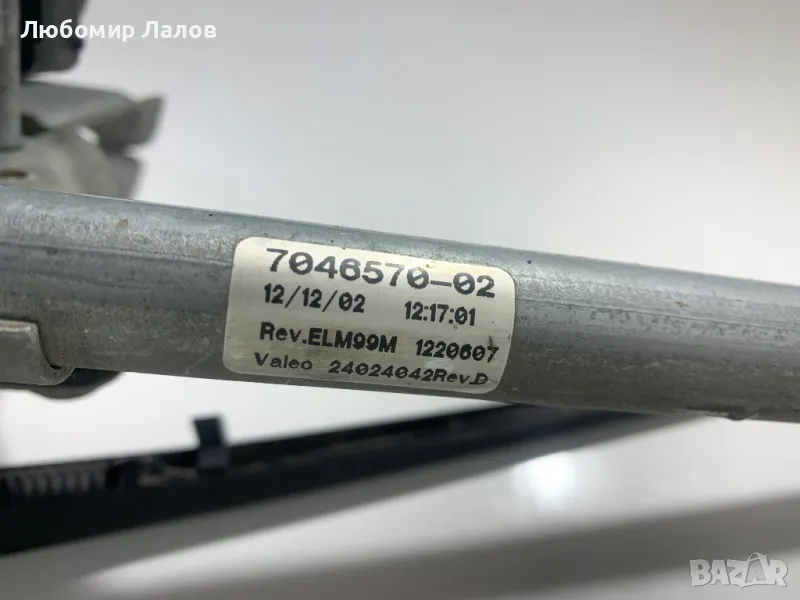 Любомир Лалов
7046570-02
12/12/02 12:17:01
Rev.ELM99M 1220607
Valeo 24024042Rev.D
BAZAR